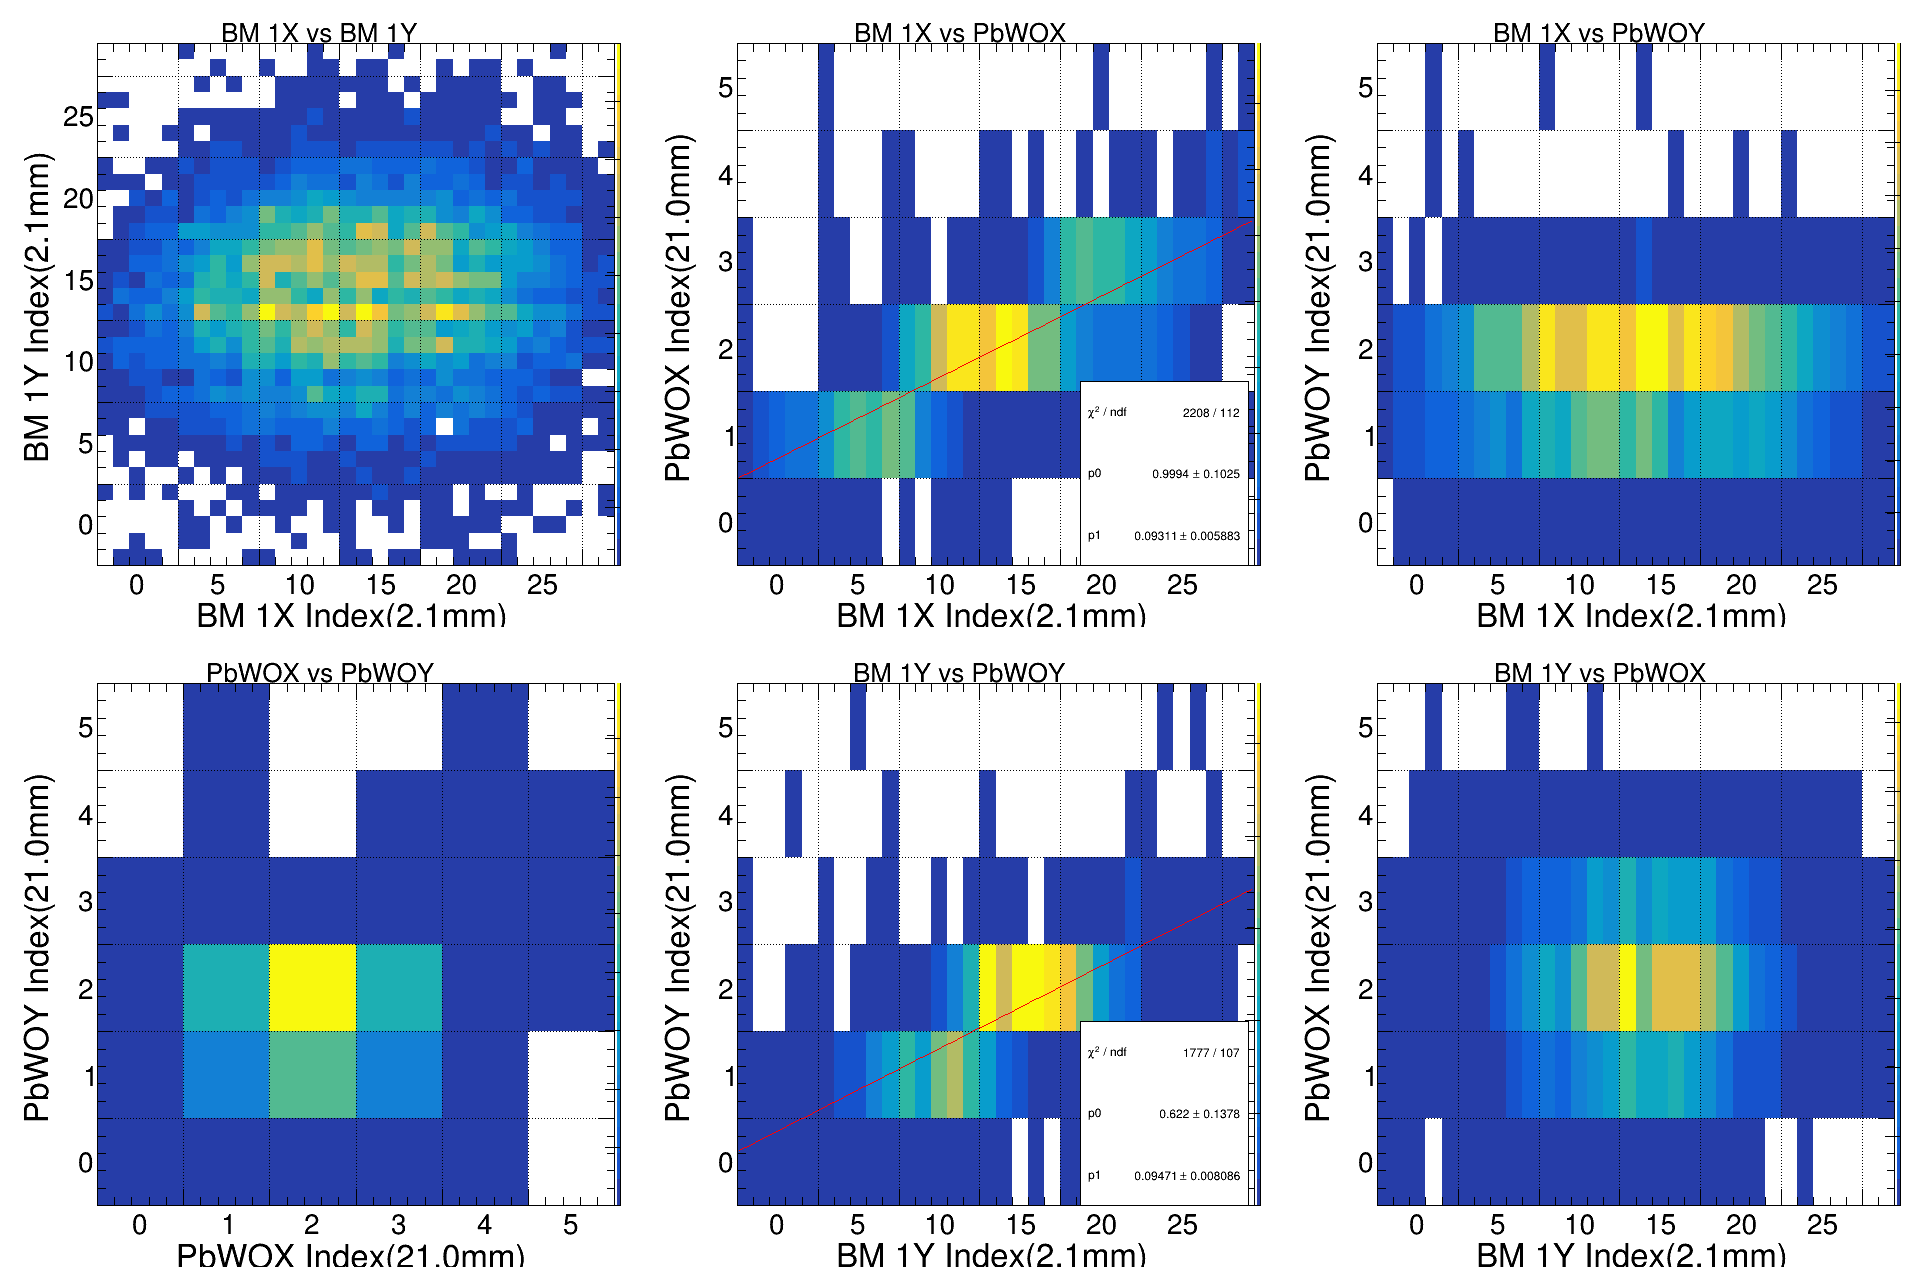 BM 1X vs BM 1Y
BM 1Y Index(2.1mm)
25
20
15
10
5
0
0 5 10 15 20 25
BM 1X Index(2.1mm)
BM 1X vs PbWOX
PbWOX Index(21.0mm)
5
4
3
2
1
0
χ² / ndf 2208 / 112
p0 0.9994 ± 0.1025
p1 0.09311 ± 0.005883
0 5 10 15 20 25
BM 1X Index(2.1mm)
BM 1X vs PbWOY
PbWOY Index(21.0mm)
5
4
3
2
1
0
0 5 10 15 20 25
BM 1X Index(2.1mm)
PbWOX vs PbWOY
PbWOY Index(21.0mm)
5
4
3
2
1
0
0 1 2 3 4 5
PbWOX Index(21.0mm)
BM 1Y vs PbWOY
PbWOY Index(21.0mm)
5
4
3
2
1
0
χ² / ndf 1777 / 107
p0 0.622 ± 0.1378
p1 0.09471 ± 0.008086
0 5 10 15 20 25
BM 1Y Index(2.1mm)
BM 1Y vs PbWOX
PbWOX Index(21.0mm)
5
4
3
2
1
0
0 5 10 15 20 25
BM 1Y Index(2.1mm)